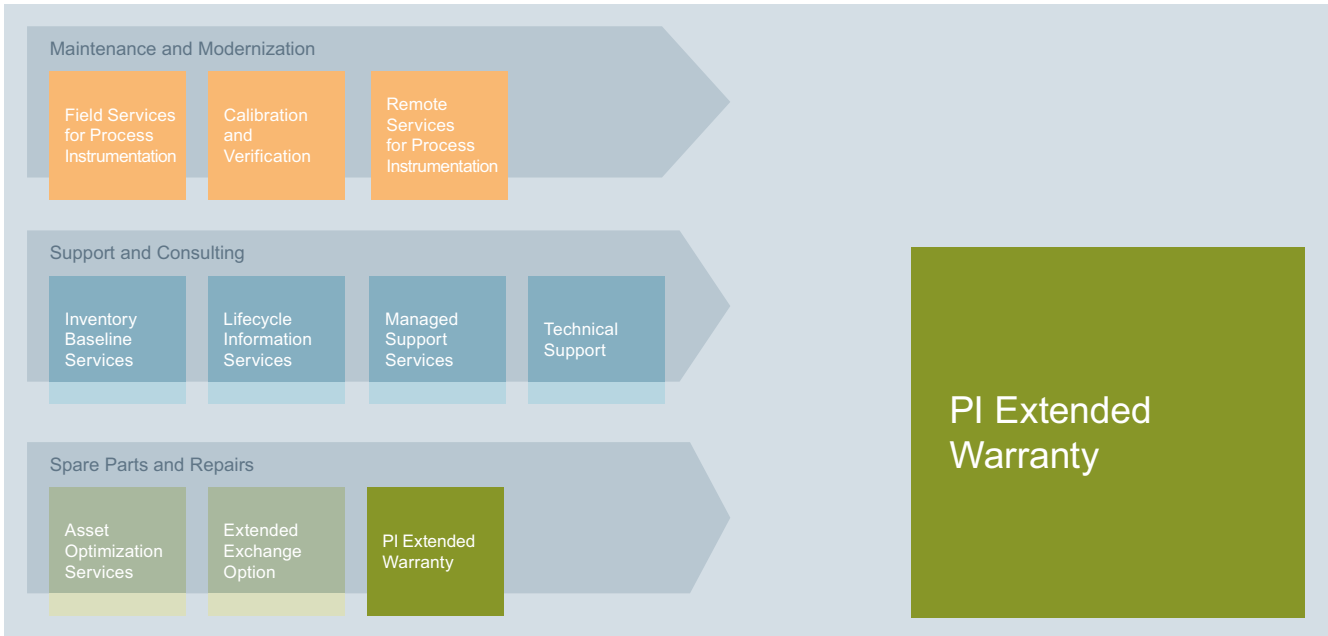 Maintenance and Modernization
Field Services
for Process
Instrumentation
Calibration
and
Verification
Remote
Services
for Process
Instrumentation
Support and Consulting
Inventory
Baseline
Services
Lifecycle
Information
Services
Managed
Support
Services
Technical
Support
Spare Parts and Repairs
Asset
Optimization
Services
Extended
Exchange
Option
PI Extended
Warranty
PI Extended
Warranty